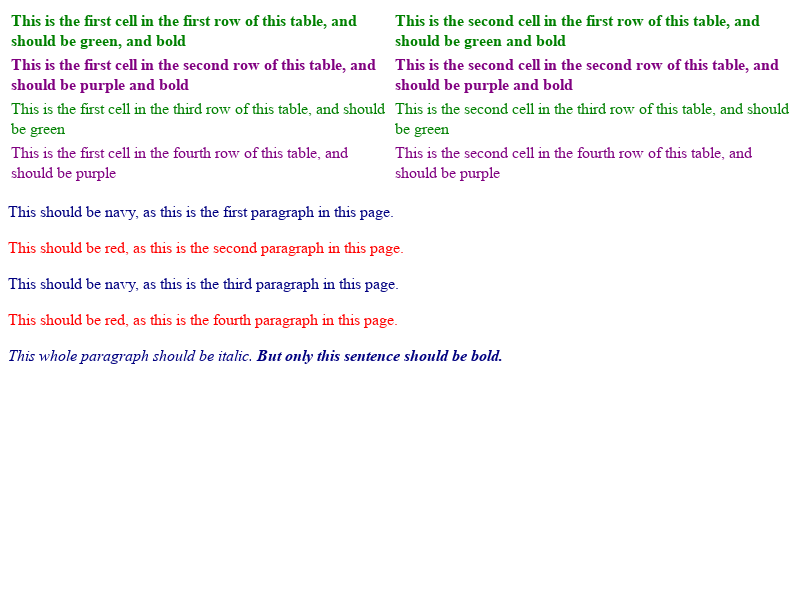 This is the first cell in the first row of this table, and
should be green, and bold
This is the second cell in the first row of this table, and
should be green and bold
This is the first cell in the second row of this table, and
should be purple and bold
This is the second cell in the second row of this table, and
should be purple and bold
This is the first cell in the third row of this table, and should
be green
This is the second cell in the third row of this table, and should
be green
This is the first cell in the fourth row of this table, and
should be purple
This is the second cell in the fourth row of this table, and
should be purple
This should be navy, as this is the first paragraph in this page.
This should be red, as this is the second paragraph in this page.
This should be navy, as this is the third paragraph in this page.
This should be red, as this is the fourth paragraph in this page.
This whole paragraph should be italic. But only this sentence should be bold.